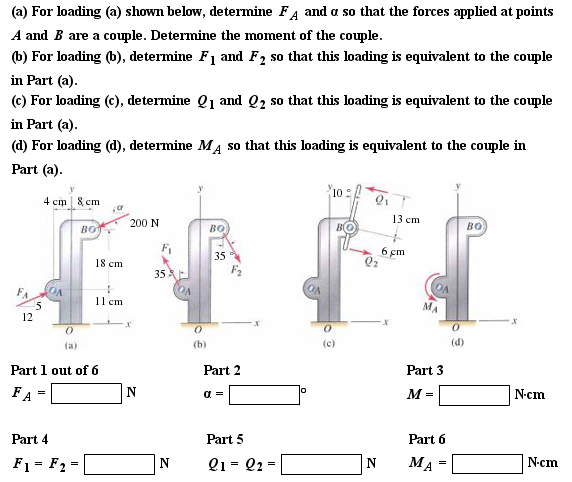 (a) For loading (a) shown below, determine F_A and α so that the forces applied at points
A and B are a couple. Determine the moment of the couple.
(b) For loading (b), determine F_1 and F_2 so that this loading is equivalent to the couple
in Part (a).
(c) For loading (c), determine Q_1 and Q_2 so that this loading is equivalent to the couple
in Part (a).
(d) For loading (d), determine M_A so that this loading is equivalent to the couple in
Part (a).
y
4 cm 8 cm
α
200 N
B
18 cm
F_A
A
5
12
11 cm
O
x
(a)
y
B
F_1
35°
35°
F_2
A
O
x
(b)
y
10°
Q_1
B
13 cm
6 cm
Q_2
A
O
x
(c)
y
B
A
M_A
O
x
(d)
Part 1 out of 6
F_A = N
Part 2
α = °
Part 3
M = N·cm
Part 4
F_1 = F_2 = N
Part 5
Q_1 = Q_2 = N
Part 6
M_A = N·cm